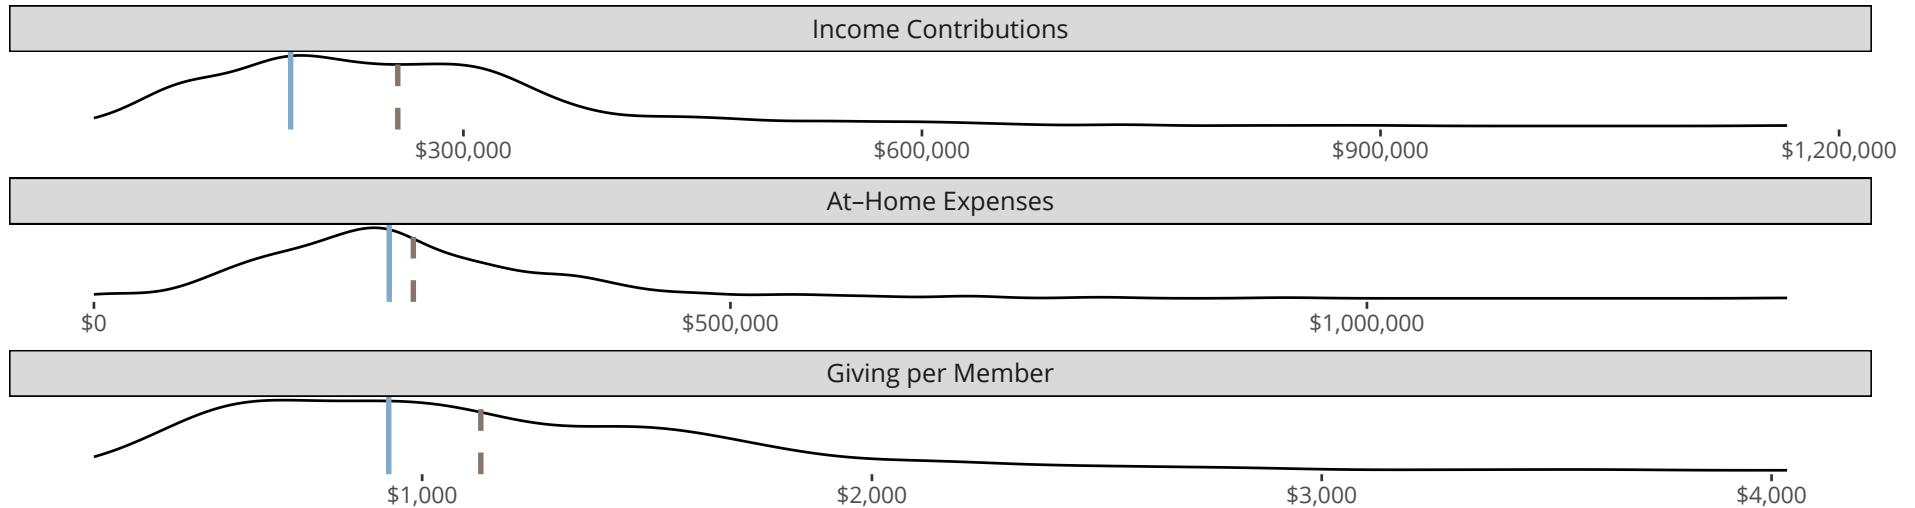 Income Contributions
$300,000 $600,000 $900,000 $1,200,000
At–Home Expenses
$0 $500,000 $1,000,000
Giving per Member
$1,000 $2,000 $3,000 $4,000